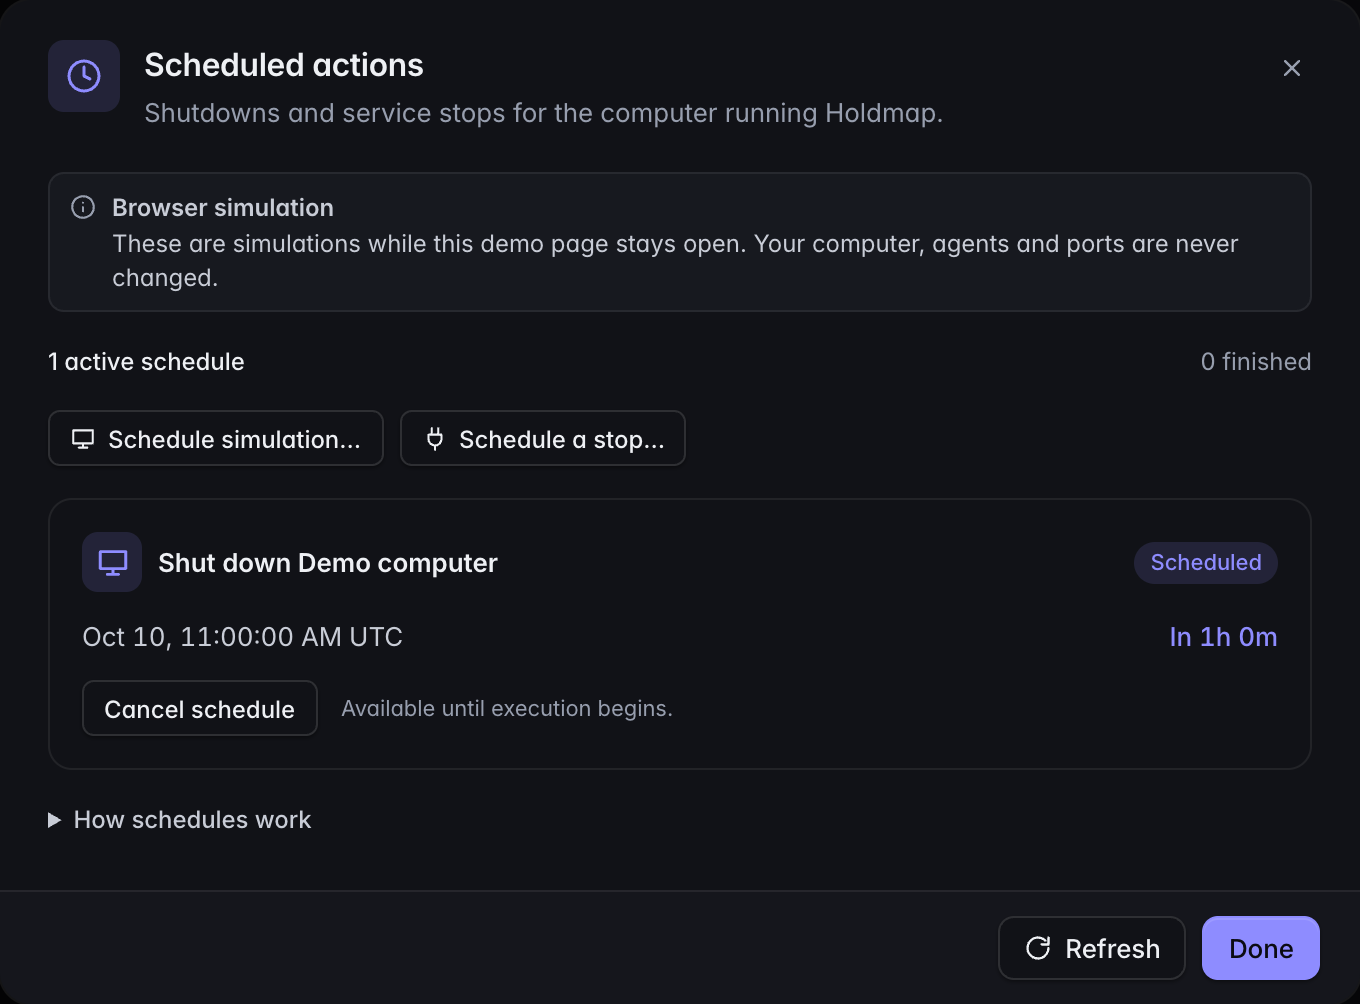 Scheduled actions
Shutdowns and service stops for the computer running Holdmap.
Browser simulation
These are simulations while this demo page stays open. Your computer, agents and ports are never
changed.
1 active schedule
0 finished
Schedule simulation...
Schedule a stop...
Shut down Demo computer
Scheduled
Oct 10, 11:00:00 AM UTC
In 1h 0m
Cancel schedule
Available until execution begins.
How schedules work
Refresh
Done